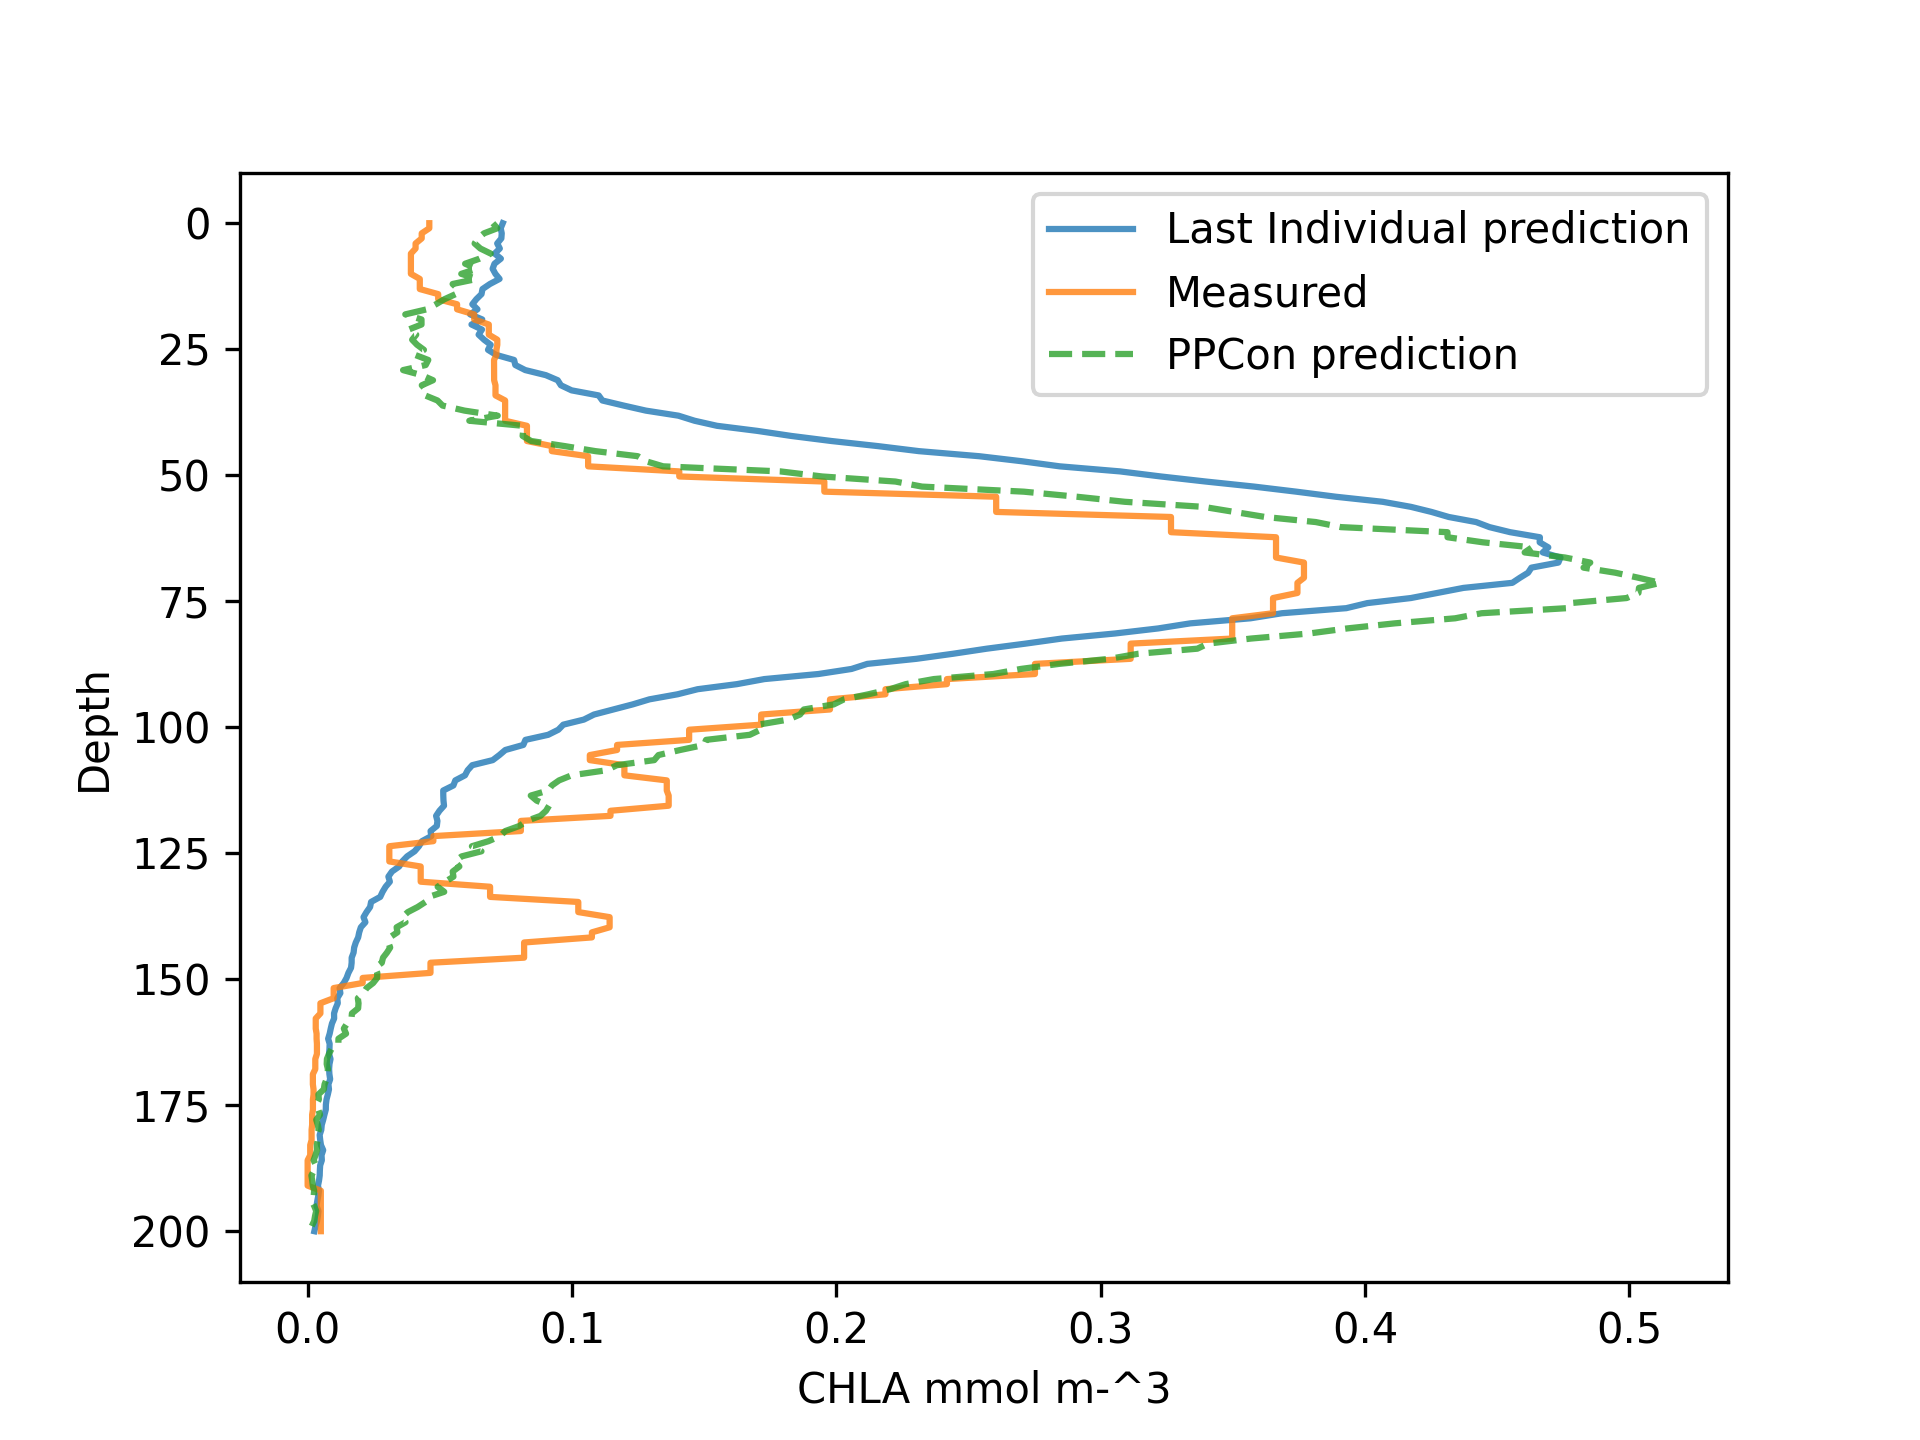 Last Individual prediction
Measured
PPCon prediction
0
25
50
75
100
125
150
175
200
Depth
0.0 0.1 0.2 0.3 0.4 0.5
CHLA mmol m-^3